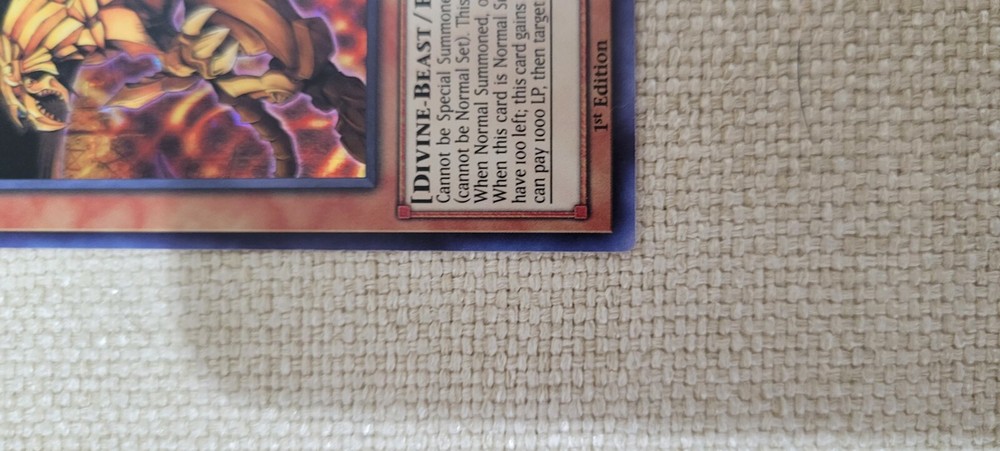 [DIVINE-BEAST /
Cannot be Special Summone
(cannot be Normal Set). This
When Normal Summoned, o
When this card is Normal Su
have 100 left; this card gains
can pay 1000 LP, then target
1st Edition